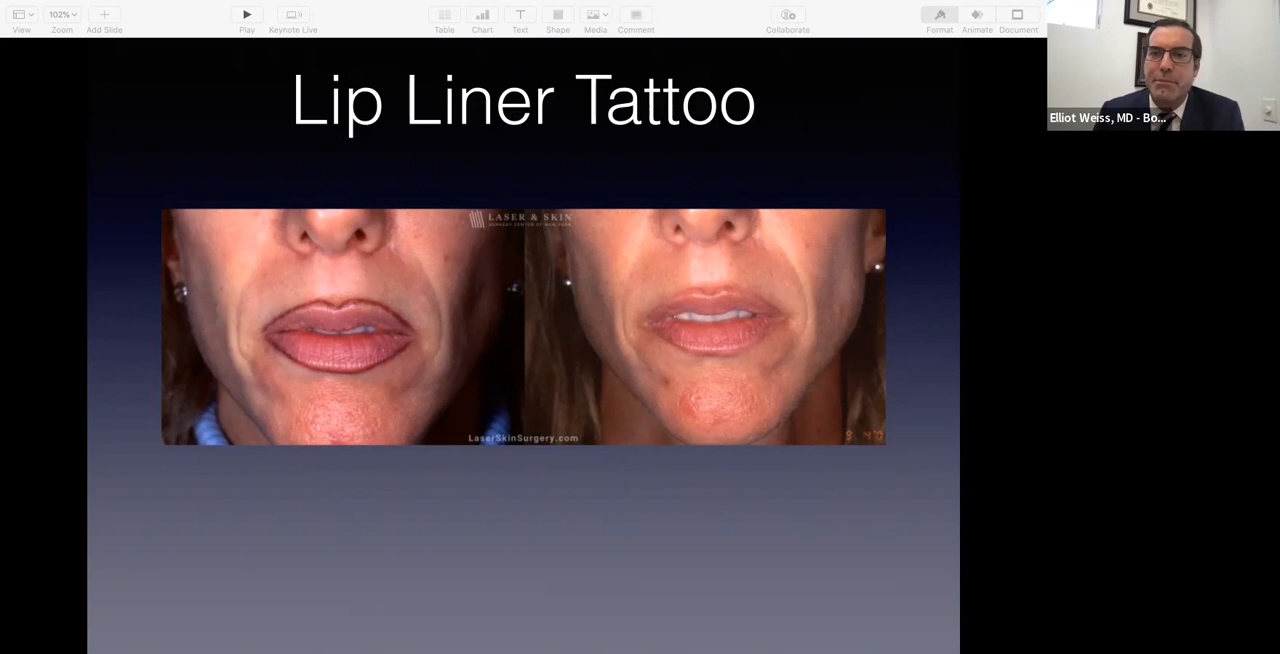 102%
View
Zoom
Add Slide
Play
Keynote Live
Table
Chart
Text
Shape
Media
Comment
Collaborate
Format
Animate
Document
Elliot Weiss, MD - Bo...
Lip Liner Tattoo
LASER & SKIN
SURGERY CENTER OF NEW YORK
LaserSkinSurgery.com